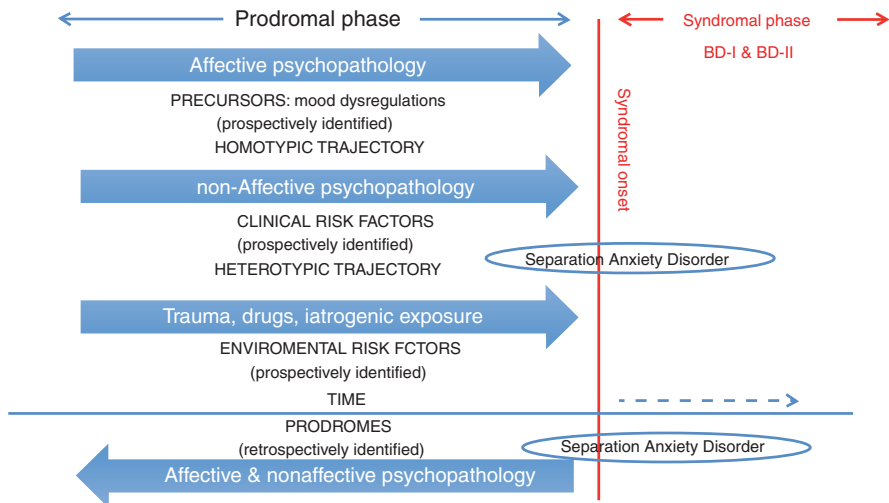 Prodromal phase
Syndromal phase
BD-I & BD-II
Affective psychopathology
PRECURSORS: mood dysregulations
(prospectively identified)
HOMOTYPIC TRAJECTORY
Syndromal onset
non-Affective psychopathology
CLINICAL RISK FACTORS
(prospectively identified)
HETEROTYPIC TRAJECTORY
Separation Anxiety Disorder
Trauma, drugs, iatrogenic exposure
ENVIROMENTAL RISK FCTORS
(prospectively identified)
TIME
PRODROMES
(retrospectively identified)
Separation Anxiety Disorder
Affective & nonaffective psychopathology